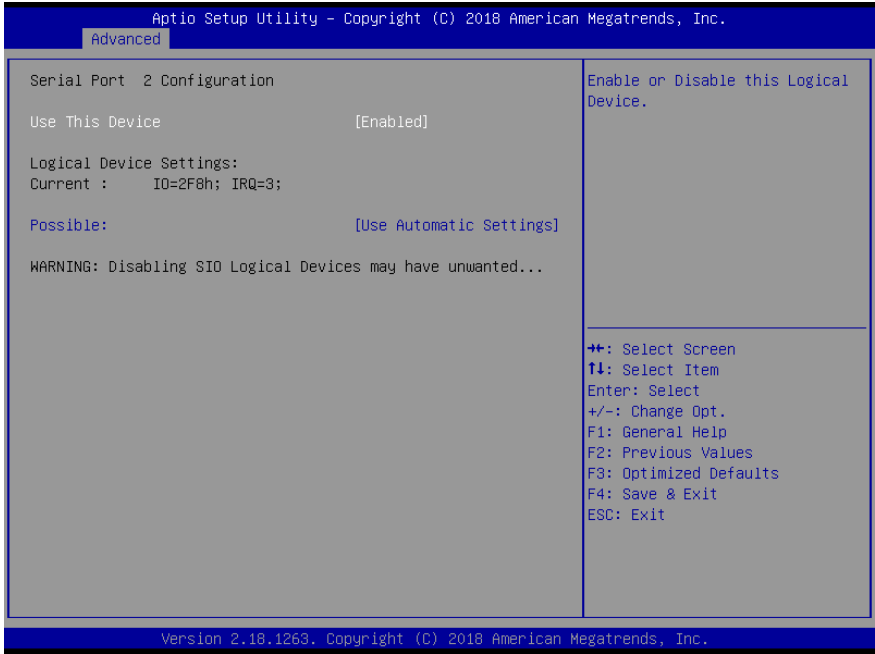 Aptio Setup Utility – Copyright (C) 2018 American Megatrends, Inc.
Advanced
Serial Port  2 Configuration
Use This Device [Enabled]
Logical Device Settings:
Current : IO=2F8h; IRQ=3;
Possible: [Use Automatic Settings]
WARNING: Disabling SIO Logical Devices may have unwanted...
Enable or Disable this Logical
Device.
→←: Select Screen
↑↓: Select Item
Enter: Select
+/-: Change Opt.
F1: General Help
F2: Previous Values
F3: Optimized Defaults
F4: Save & Exit
ESC: Exit
Version 2.18.1263. Copyright (C) 2018 American Megatrends, Inc.